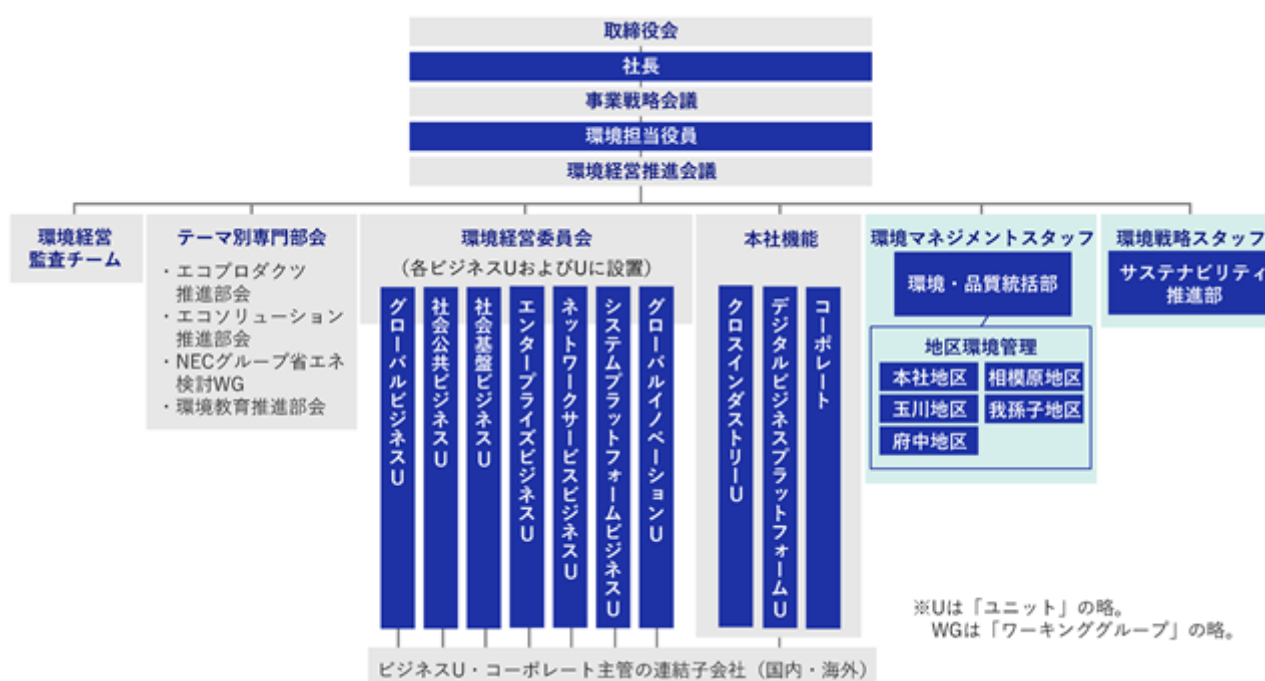 取締役会
社長
事業戦略会議
環境担当役員
環境経営推進会議
環境経営
監査チーム
テーマ別専門部会
・エコプロダクツ
推進部会
・エコソリューション
推進部会
・NECグループ省エネ
検討WG
・環境教育推進部会
環境経営委員会
(各ビジネスUおよびUに設置)
グローバルビジネスU
社会公共ビジネスU
社会基盤ビジネスU
エンタープライズビジネスU
ネットワークサービスビジネスU
システムプラットフォームビジネスU
グローバルイノベーションU
本社機能
クロスインダストリーU
デジタルビジネスプラットフォームU
コーポレート
環境マネジメントスタッフ
環境・品質統括部
地区環境管理
本社地区
相模原地区
玉川地区
我孫子地区
府中地区
環境戦略スタッフ
サステナビリティ
推進部
※Uは「ユニット」の略。
WGは「ワーキンググループ」の略。
ビジネスU・コーポレート主管の連結子会社(国内・海外)